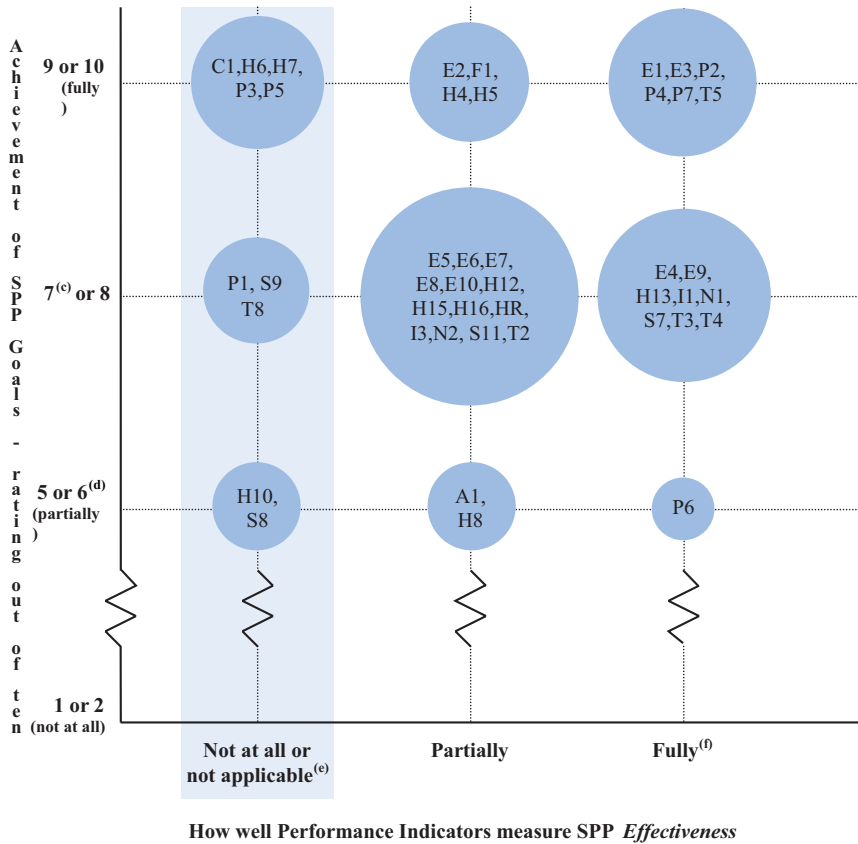 Achievement of SPP Goals - rating out of ten
9 or 10
(fully
)
C1,H6,H7,
P3,P5
E2,F1,
H4,H5
E1,E3,P2,
P4,P7,T5
7(c) or 8
P1, S9
T8
E5,E6,E7,
E8,E10,H12,
H15,H16,HR,
I3,N2, S11,T2
E4,E9,
H13,I1,N1,
S7,T3,T4
5 or 6(d)
(partially
)
H10,
S8
A1,
H8
P6
1 or 2
(not at all)
Not at all or
not applicable(e)
Partially
Fully(f)
How well Performance Indicators measure SPP Effectiveness